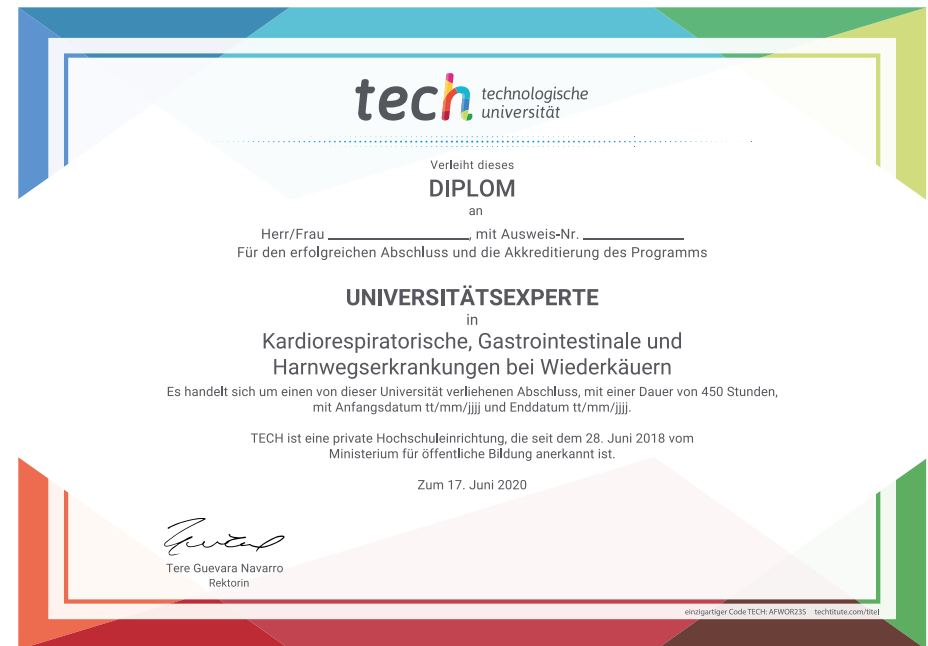 tech technologische
universität
Verleiht dieses
DIPLOM
an
Herr/Frau ________________, mit Ausweis-Nr. ____________
Für den erfolgreichen Abschluss und die Akkreditierung des Programms
UNIVERSITÄTSEXPERTE
in
Kardiorespiratorische, Gastrointestinale und
Harnwegserkrankungen bei Wiederkäuern
Es handelt sich um einen von dieser Universität verliehenen Abschluss, mit einer Dauer von 450 Stunden,
mit Anfangsdatum tt/mm/jjjj und Enddatum tt/mm/jjjj.
TECH ist eine private Hochschuleinrichtung, die seit dem 28. Juni 2018 vom
Ministerium für öffentliche Bildung anerkannt ist.
Zum 17. Juni 2020
Tere Guevara Navarro
Rektorin
einzigartiger Code TECH: AFWOR23S techtitute.com/titel